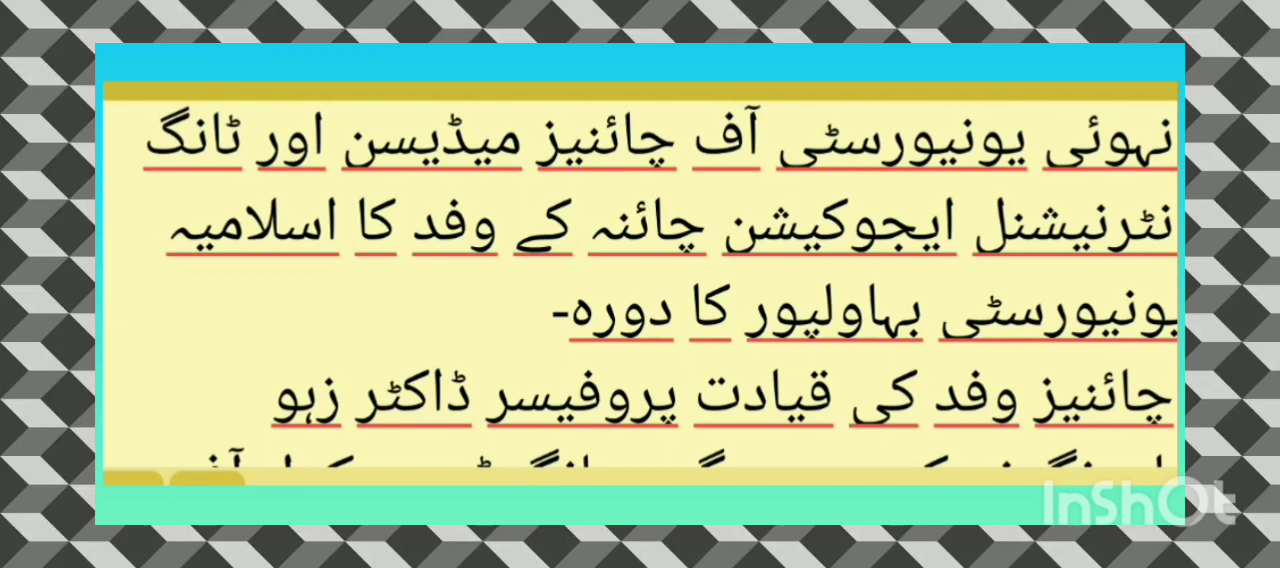 نہوئی یونیورسٹی آف چائنیز میڈیسن اور ٹانگ
نٹرنیشنل ایجوکیشن چائنہ کے وفد کا اسلامیہ
یونیورسٹی بہاولپور کا دورہ-
چائنیز وفد کی قیادت پروفیسر ڈاکٹر زہو
InShOt